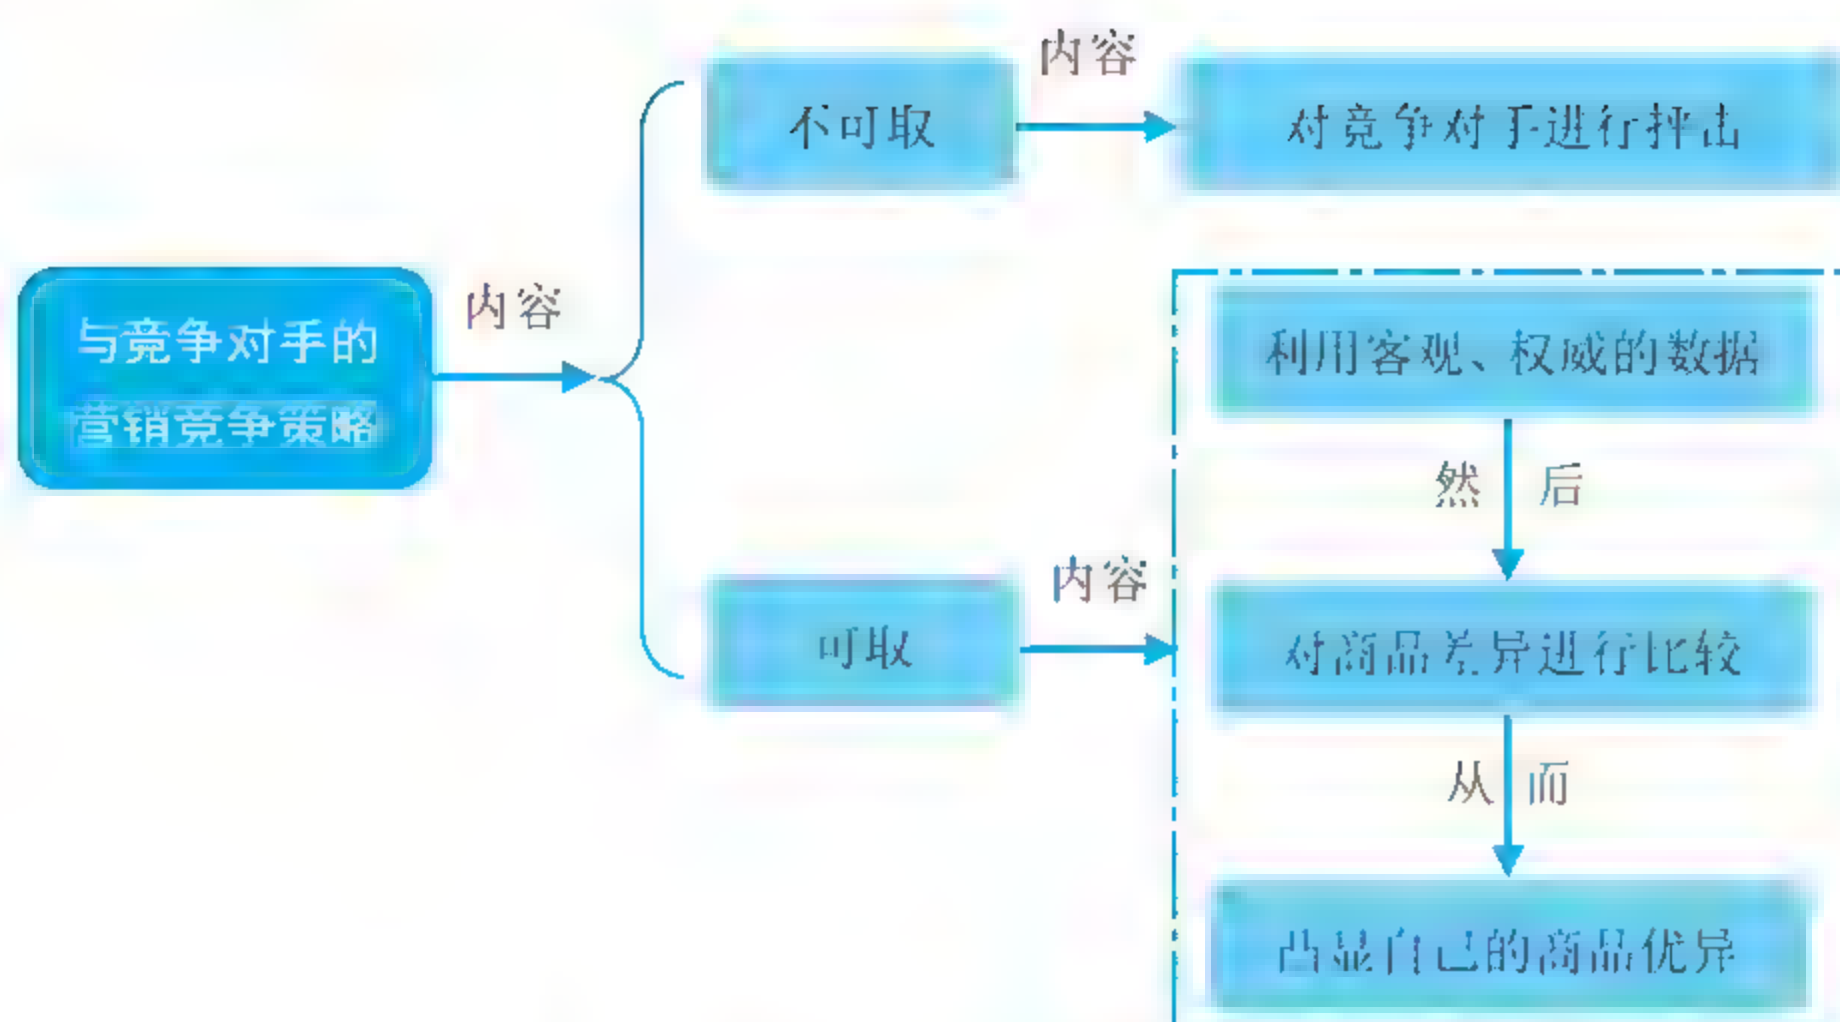 内容
不可取
对竞争对手进行抨击
与竞争对手的
营销竞争策略
内容
利用客观、权威的数据
然后
内容
可取
对商品差异进行比较
从而
凸显自己的商品优异